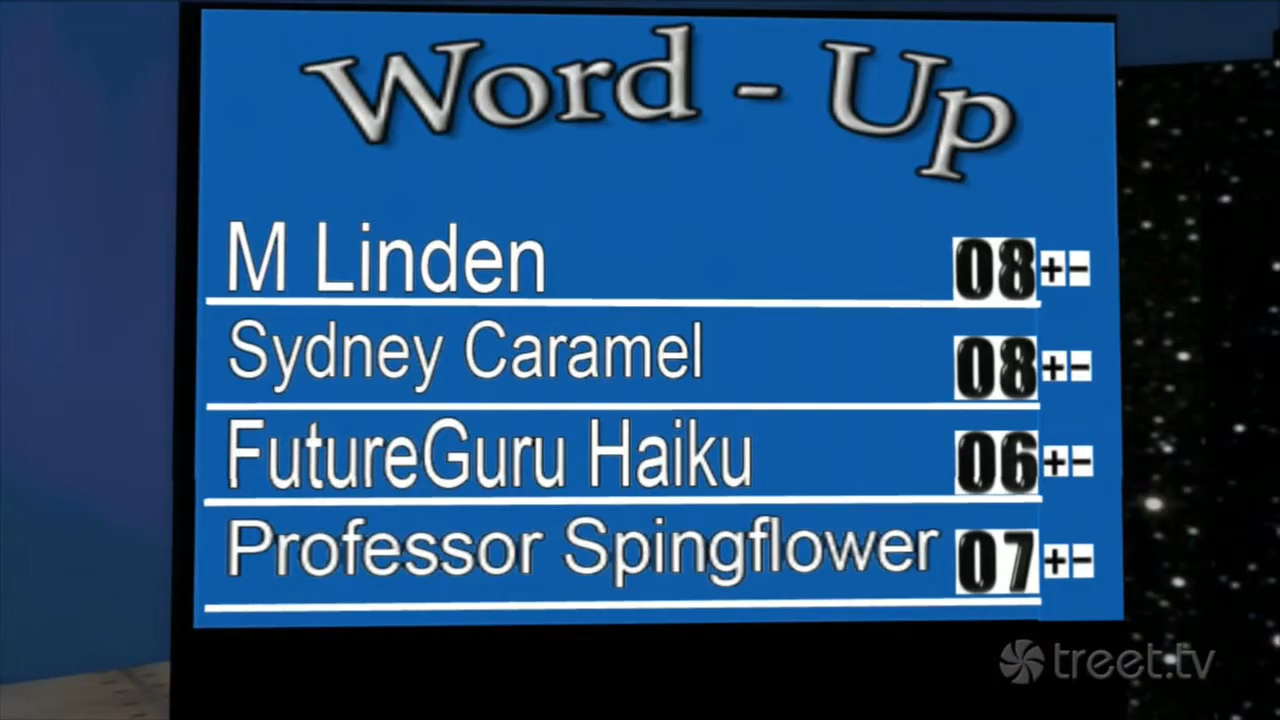 Word - Up
M Linden 08 + -
Sydney Caramel 08 + -
FutureGuru Haiku 06 + -
Professor Spingflower 07 + -
treet.tv